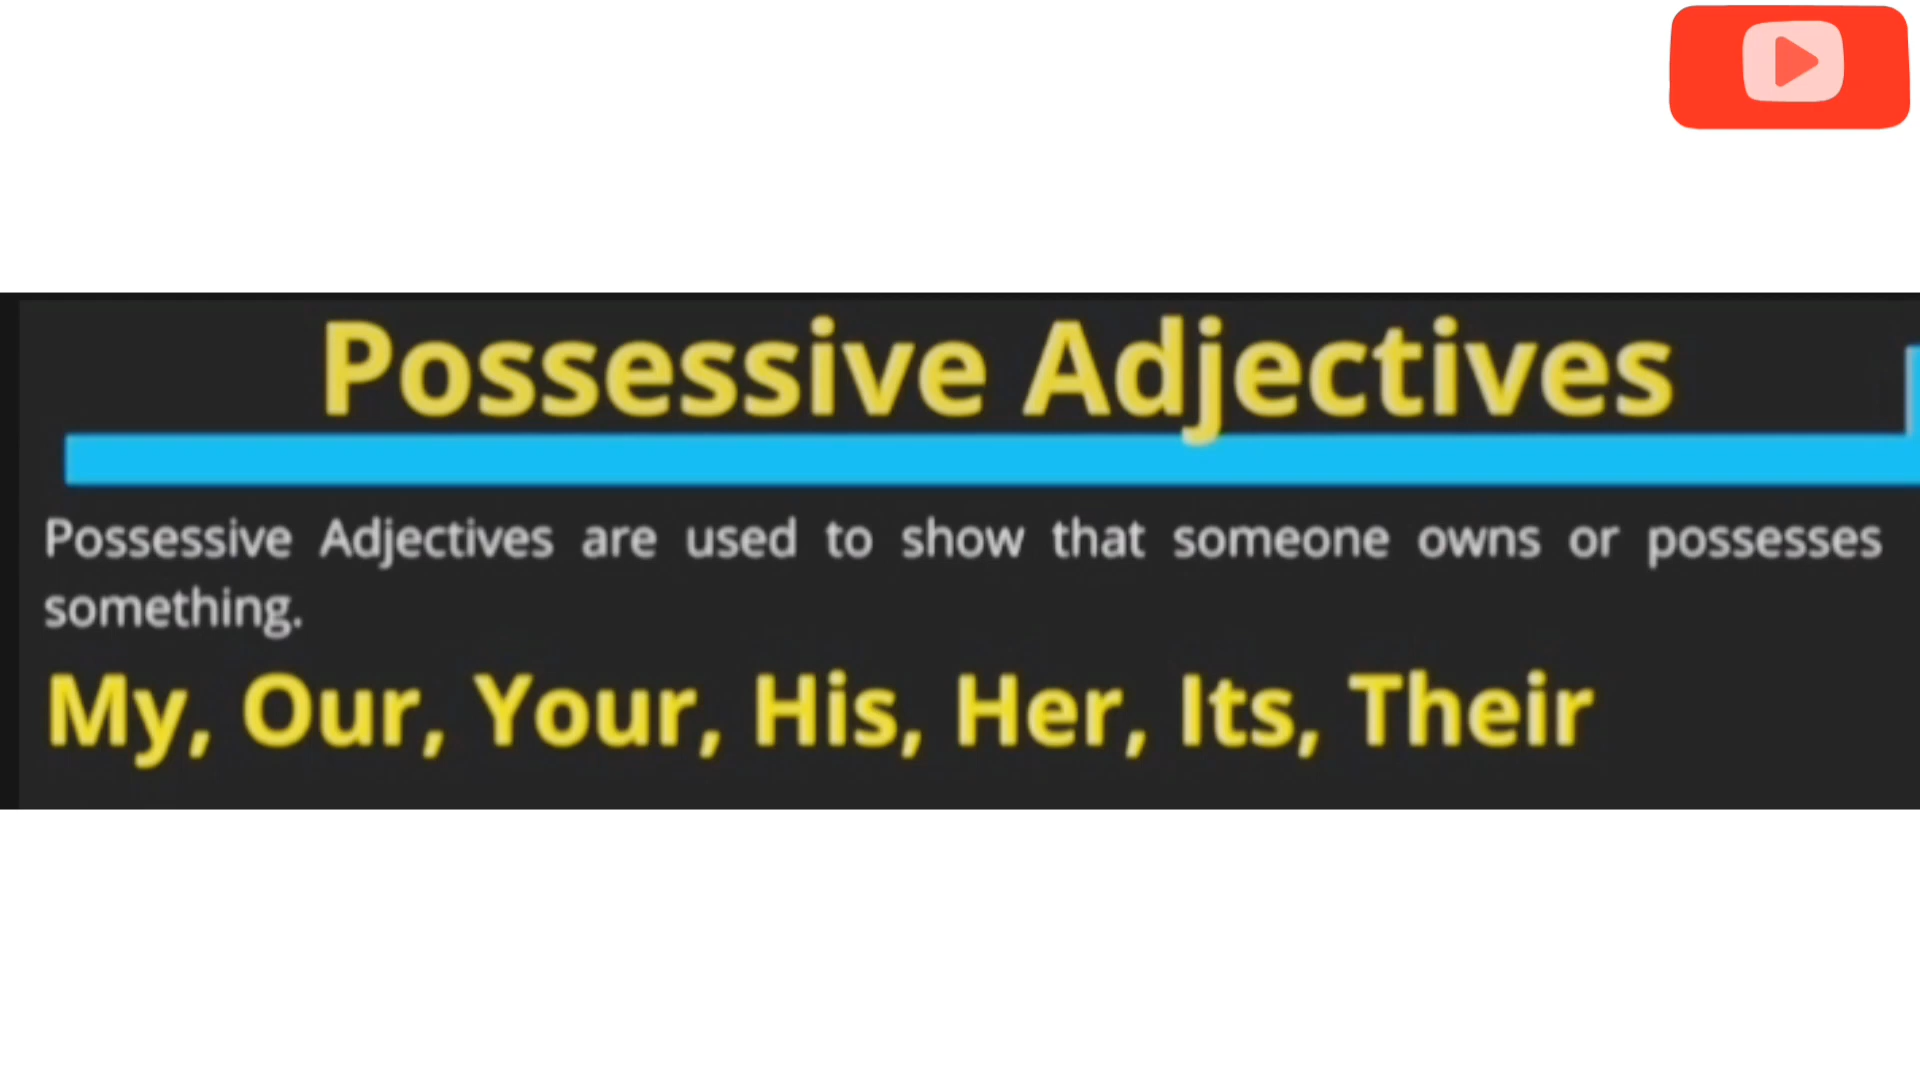 Possessive Adjectives
Possessive Adjectives are used to show that someone owns or possesses
something.
My, Our, Your, His, Her, Its, Their